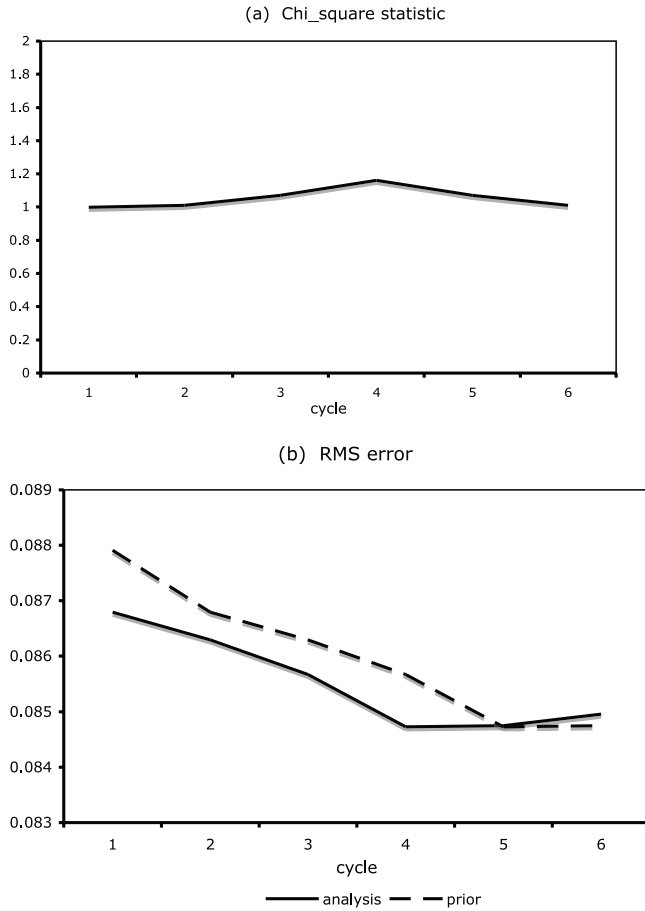 (a) Chi_square statistic
2
1.8
1.6
1.4
1.2
1
0.8
0.6
0.4
0.2
0
1 2 3 4 5 6
cycle
(b) RMS error
0.089
0.088
0.087
0.086
0.085
0.084
0.083
1 2 3 4 5 6
cycle
analysis prior